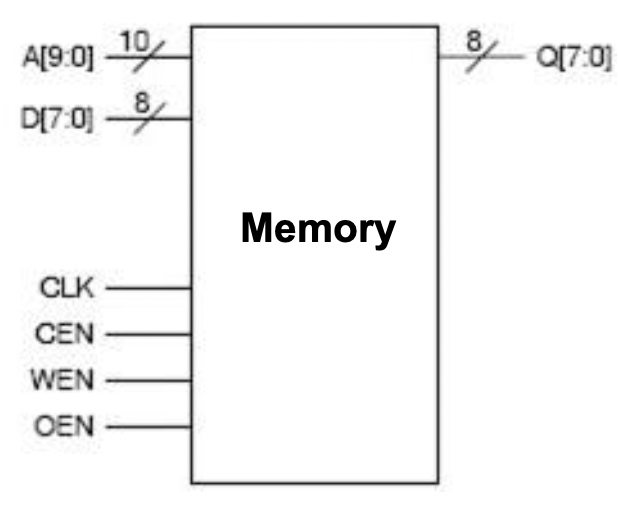 10
A[9:0]
8
Q[7:0]
8
D[7:0]
Memory
CLK
CEN
WEN
OEN